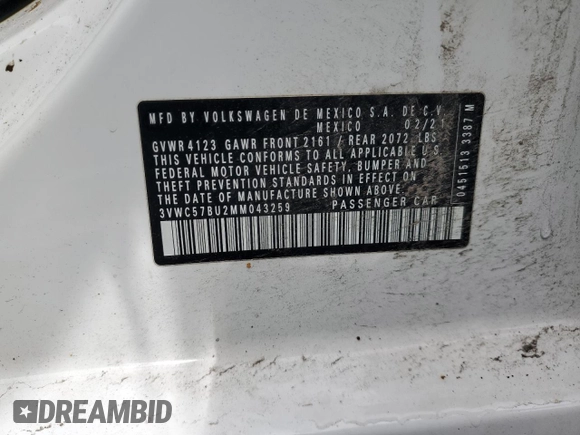 MFD BY VOLKSWAGEN DE MEXICO S.A. DE C.V
MEXICO 02/21
GVWR 4123 GAWR FRONT 2161 / REAR 2072 LBS
THIS VEHICLE CONFORMS TO ALL APPLICABLE U.S
FEDERAL MOTOR VEHICLE SAFETY, BUMPER AND
THEFT PREVENTION STANDARDS IN EFFECT ON
THE DATE OF MANUFACTURE SHOWN ABOVE
3VWC57BU2MM043259 PASSENGER CAR
0451513 3387 M
DREAMBID